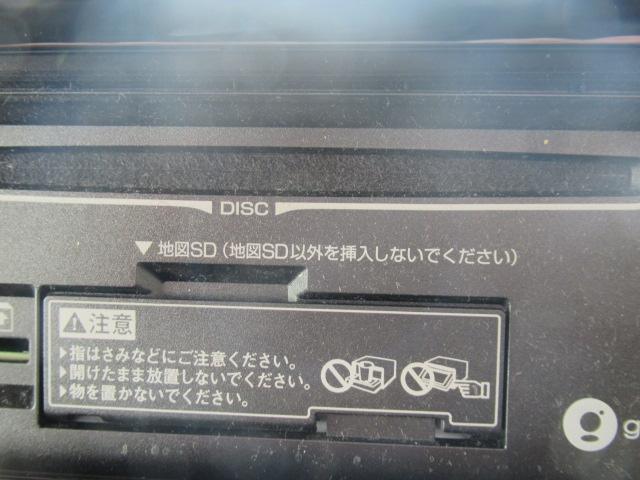 DISC
▼ 地図SD（地図SD以外を挿入しないでください）
⚠注意
▶指はさみなどにご注意ください。
▶開けたまま放置しないでください。
▶物を置かないでください。
g